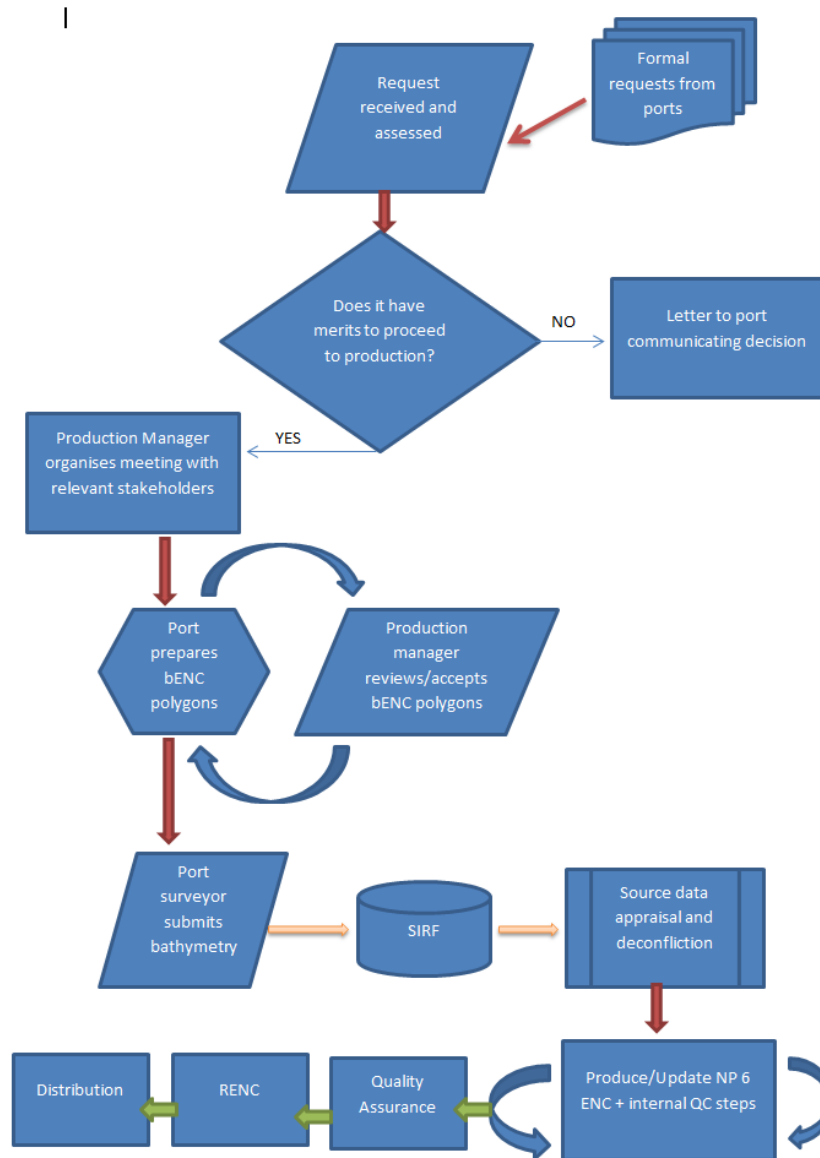 Formal
requests from
ports
Request
received and
assessed
Does it have
merits to proceed
to production?
NO
Letter to port
communicating decision
YES
Production Manager
organises meeting with
relevant stakeholders
Port
prepares
bENC
polygons
Production
manager
reviews/accepts
bENC polygons
Port
surveyor
submits
bathymetry
SIRF
Source data
appraisal and
deconfliction
Produce/Update NP 6
ENC + internal QC steps
Quality
Assurance
RENC
Distribution